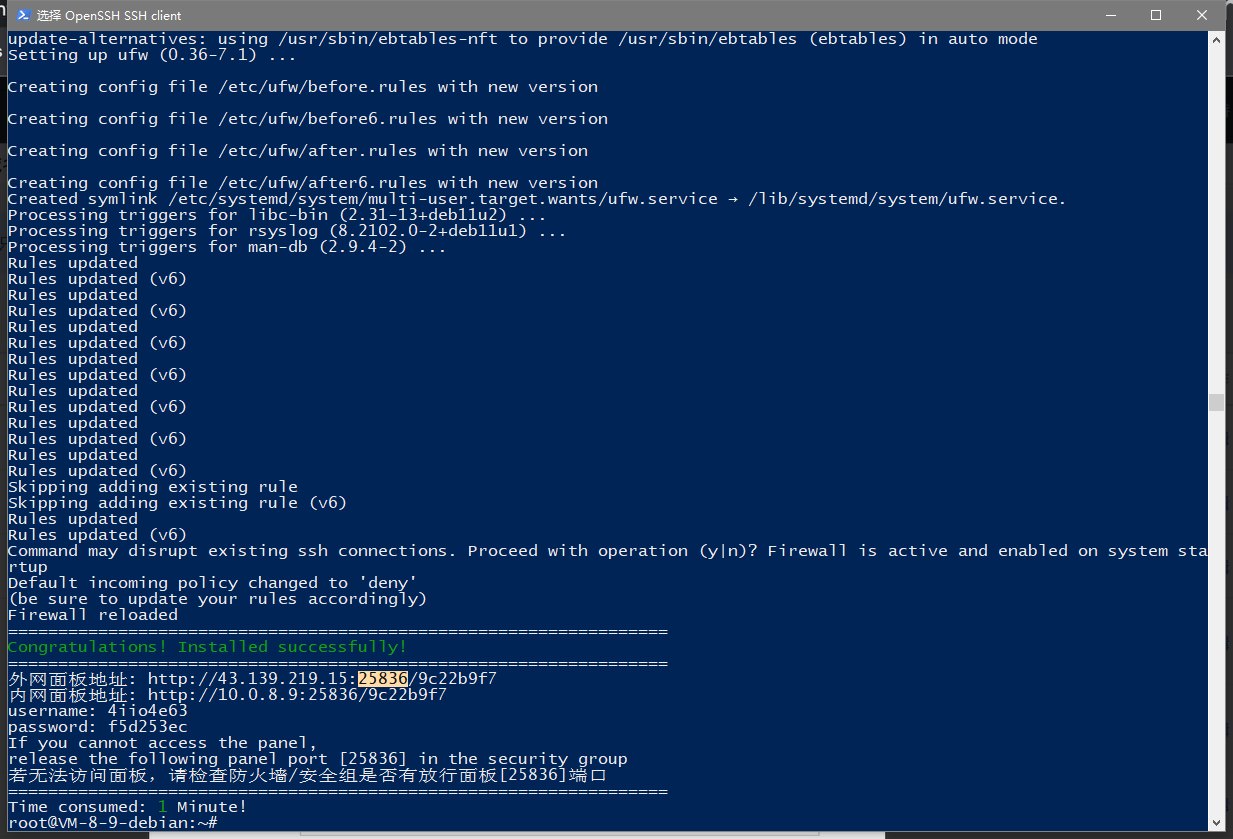 选择 OpenSSH SSH client
update-alternatives: using /usr/sbin/ebtables-nft to provide /usr/sbin/ebtables (ebtables) in auto mode
Setting up ufw (0.36-7.1) ...
Creating config file /etc/ufw/before.rules with new version
Creating config file /etc/ufw/before6.rules with new version
Creating config file /etc/ufw/after.rules with new version
Creating config file /etc/ufw/after6.rules with new version
Created symlink /etc/systemd/system/multi-user.target.wants/ufw.service → /lib/systemd/system/ufw.service.
Processing triggers for libc-bin (2.31-13+deb11u2) ...
Processing triggers for rsyslog (8.2102.0-2+deb11u1) ...
Processing triggers for man-db (2.9.4-2) ...
Rules updated
Rules updated (v6)
Rules updated
Rules updated (v6)
Rules updated
Rules updated (v6)
Rules updated
Rules updated (v6)
Rules updated
Rules updated (v6)
Rules updated
Rules updated (v6)
Rules updated
Rules updated (v6)
Skipping adding existing rule
Skipping adding existing rule (v6)
Rules updated
Rules updated (v6)
Command may disrupt existing ssh connections. Proceed with operation (y|n)? Firewall is active and enabled on system sta
rtup
Default incoming policy changed to 'deny'
(be sure to update your rules accordingly)
Firewall reloaded
==================================================================
Congratulations! Installed successfully!
==================================================================
外网面板地址: http://43.139.219.15:25836/9c22b9f7
内网面板地址: http://10.0.8.9:25836/9c22b9f7
username: 4iio4e63
password: f5d253ec
If you cannot access the panel,
release the following panel port [25836] in the security group
若无法访问面板，请检查防火墙/安全组是否有放行面板[25836]端口
==================================================================
Time consumed: 1 Minute!
root@VM-8-9-debian:~#